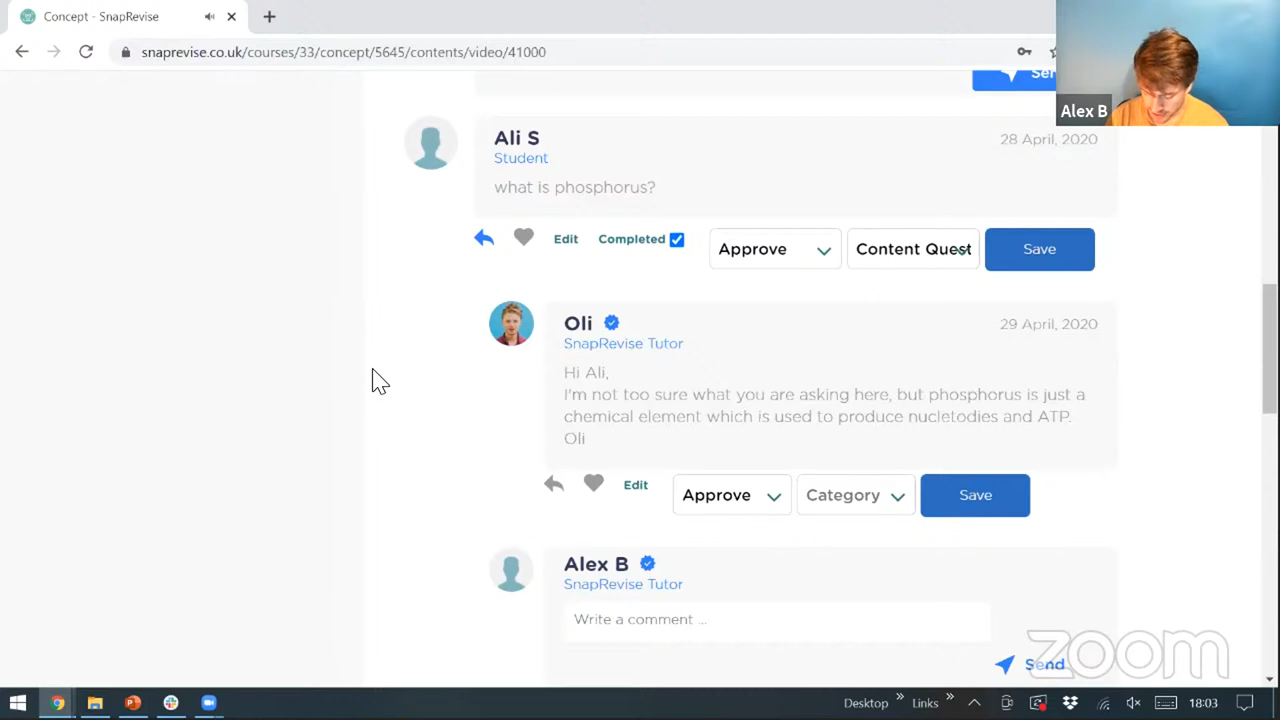 Concept - SnapRevise
snaprevise.co.uk/courses/33/concept/5645/contents/video/41000
Alex B
Ali S
28 April, 2020
Student
what is phosphorus?
Edit
Completed
Approve
Content Quest
Save
Oli
29 April, 2020
SnapRevise Tutor
Hi Ali,
I'm not too sure what you are asking here, but phosphorus is just a
chemical element which is used to produce nucletodies and ATP.
Oli
Edit
Approve
Category
Save
Alex B
SnapRevise Tutor
Write a comment ...
Send
zoom
Desktop
Links
18:03